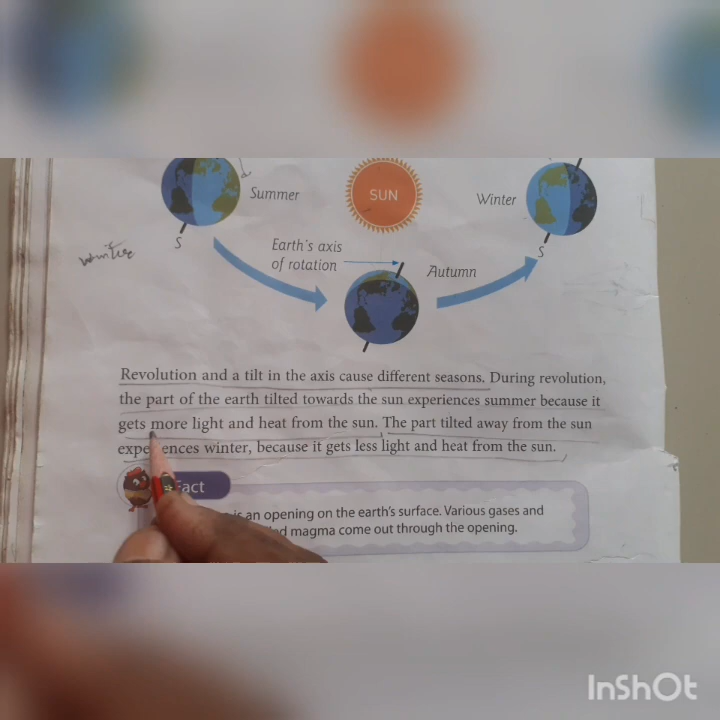 Summer
SUN
Winter
S
S
winter
Earth's axis
of rotation
Autumn
Revolution and a tilt in the axis cause different seasons. During revolution,
the part of the earth tilted towards the sun experiences summer because it
gets more light and heat from the sun. The part tilted away from the sun
experiences winter, because it gets less light and heat from the sun.
Fact
is an opening on the earth's surface. Various gases and
magma come out through the opening.
InShOt